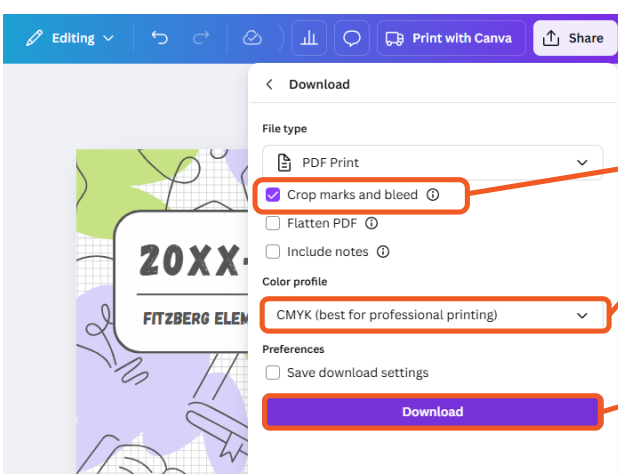 Editing
Print with Canva
Share
Download
File type
PDF Print
Crop marks and bleed
Flatten PDF
Include notes
Color profile
CMYK (best for professional printing)
Preferences
Save download settings
Download
20XX-
FITZBERG ELEM